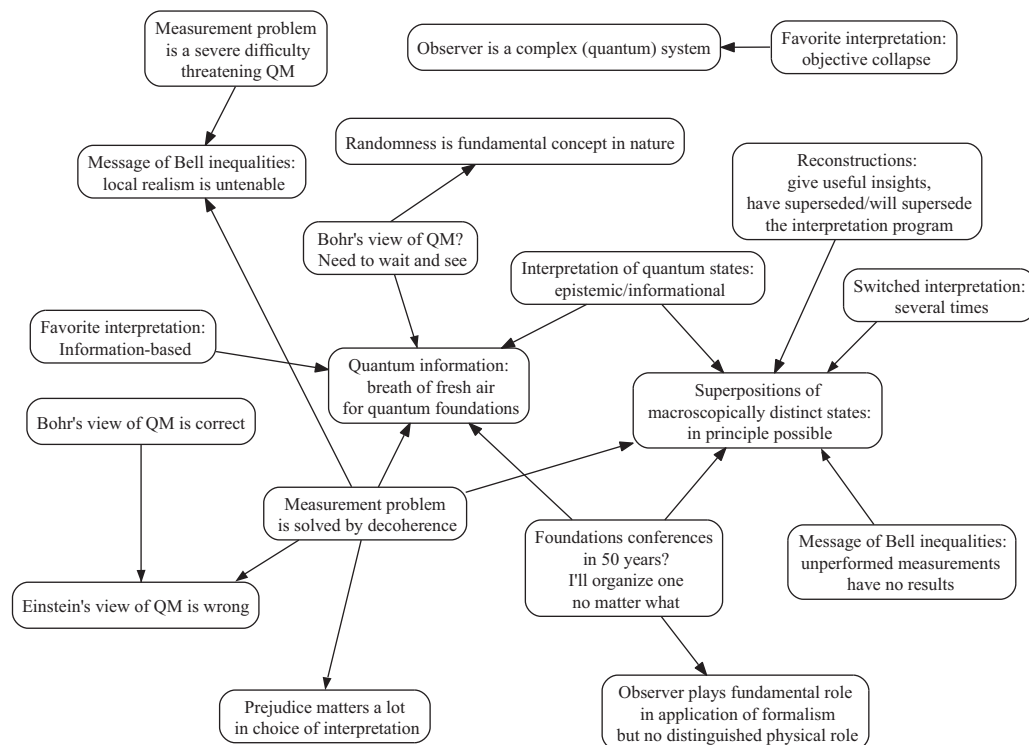 Measurement problem
is a severe difficulty
threatening QM
Observer is a complex (quantum) system
Favorite interpretation:
objective collapse
Randomness is fundamental concept in nature
Message of Bell inequalities:
local realism is untenable
Reconstructions:
give useful insights,
have superseded/will supersede
the interpretation program
Bohr's view of QM?
Need to wait and see
Interpretation of quantum states:
epistemic/informational
Switched interpretation:
several times
Favorite interpretation:
Information-based
Quantum information:
breath of fresh air
for quantum foundations
Superpositions of
macroscopically distinct states:
in principle possible
Bohr's view of QM is correct
Measurement problem
is solved by decoherence
Foundations conferences
in 50 years?
I'll organize one
no matter what
Message of Bell inequalities:
unperformed measurements
have no results
Einstein's view of QM is wrong
Prejudice matters a lot
in choice of interpretation
Observer plays fundamental role
in application of formalism
but no distinguished physical role